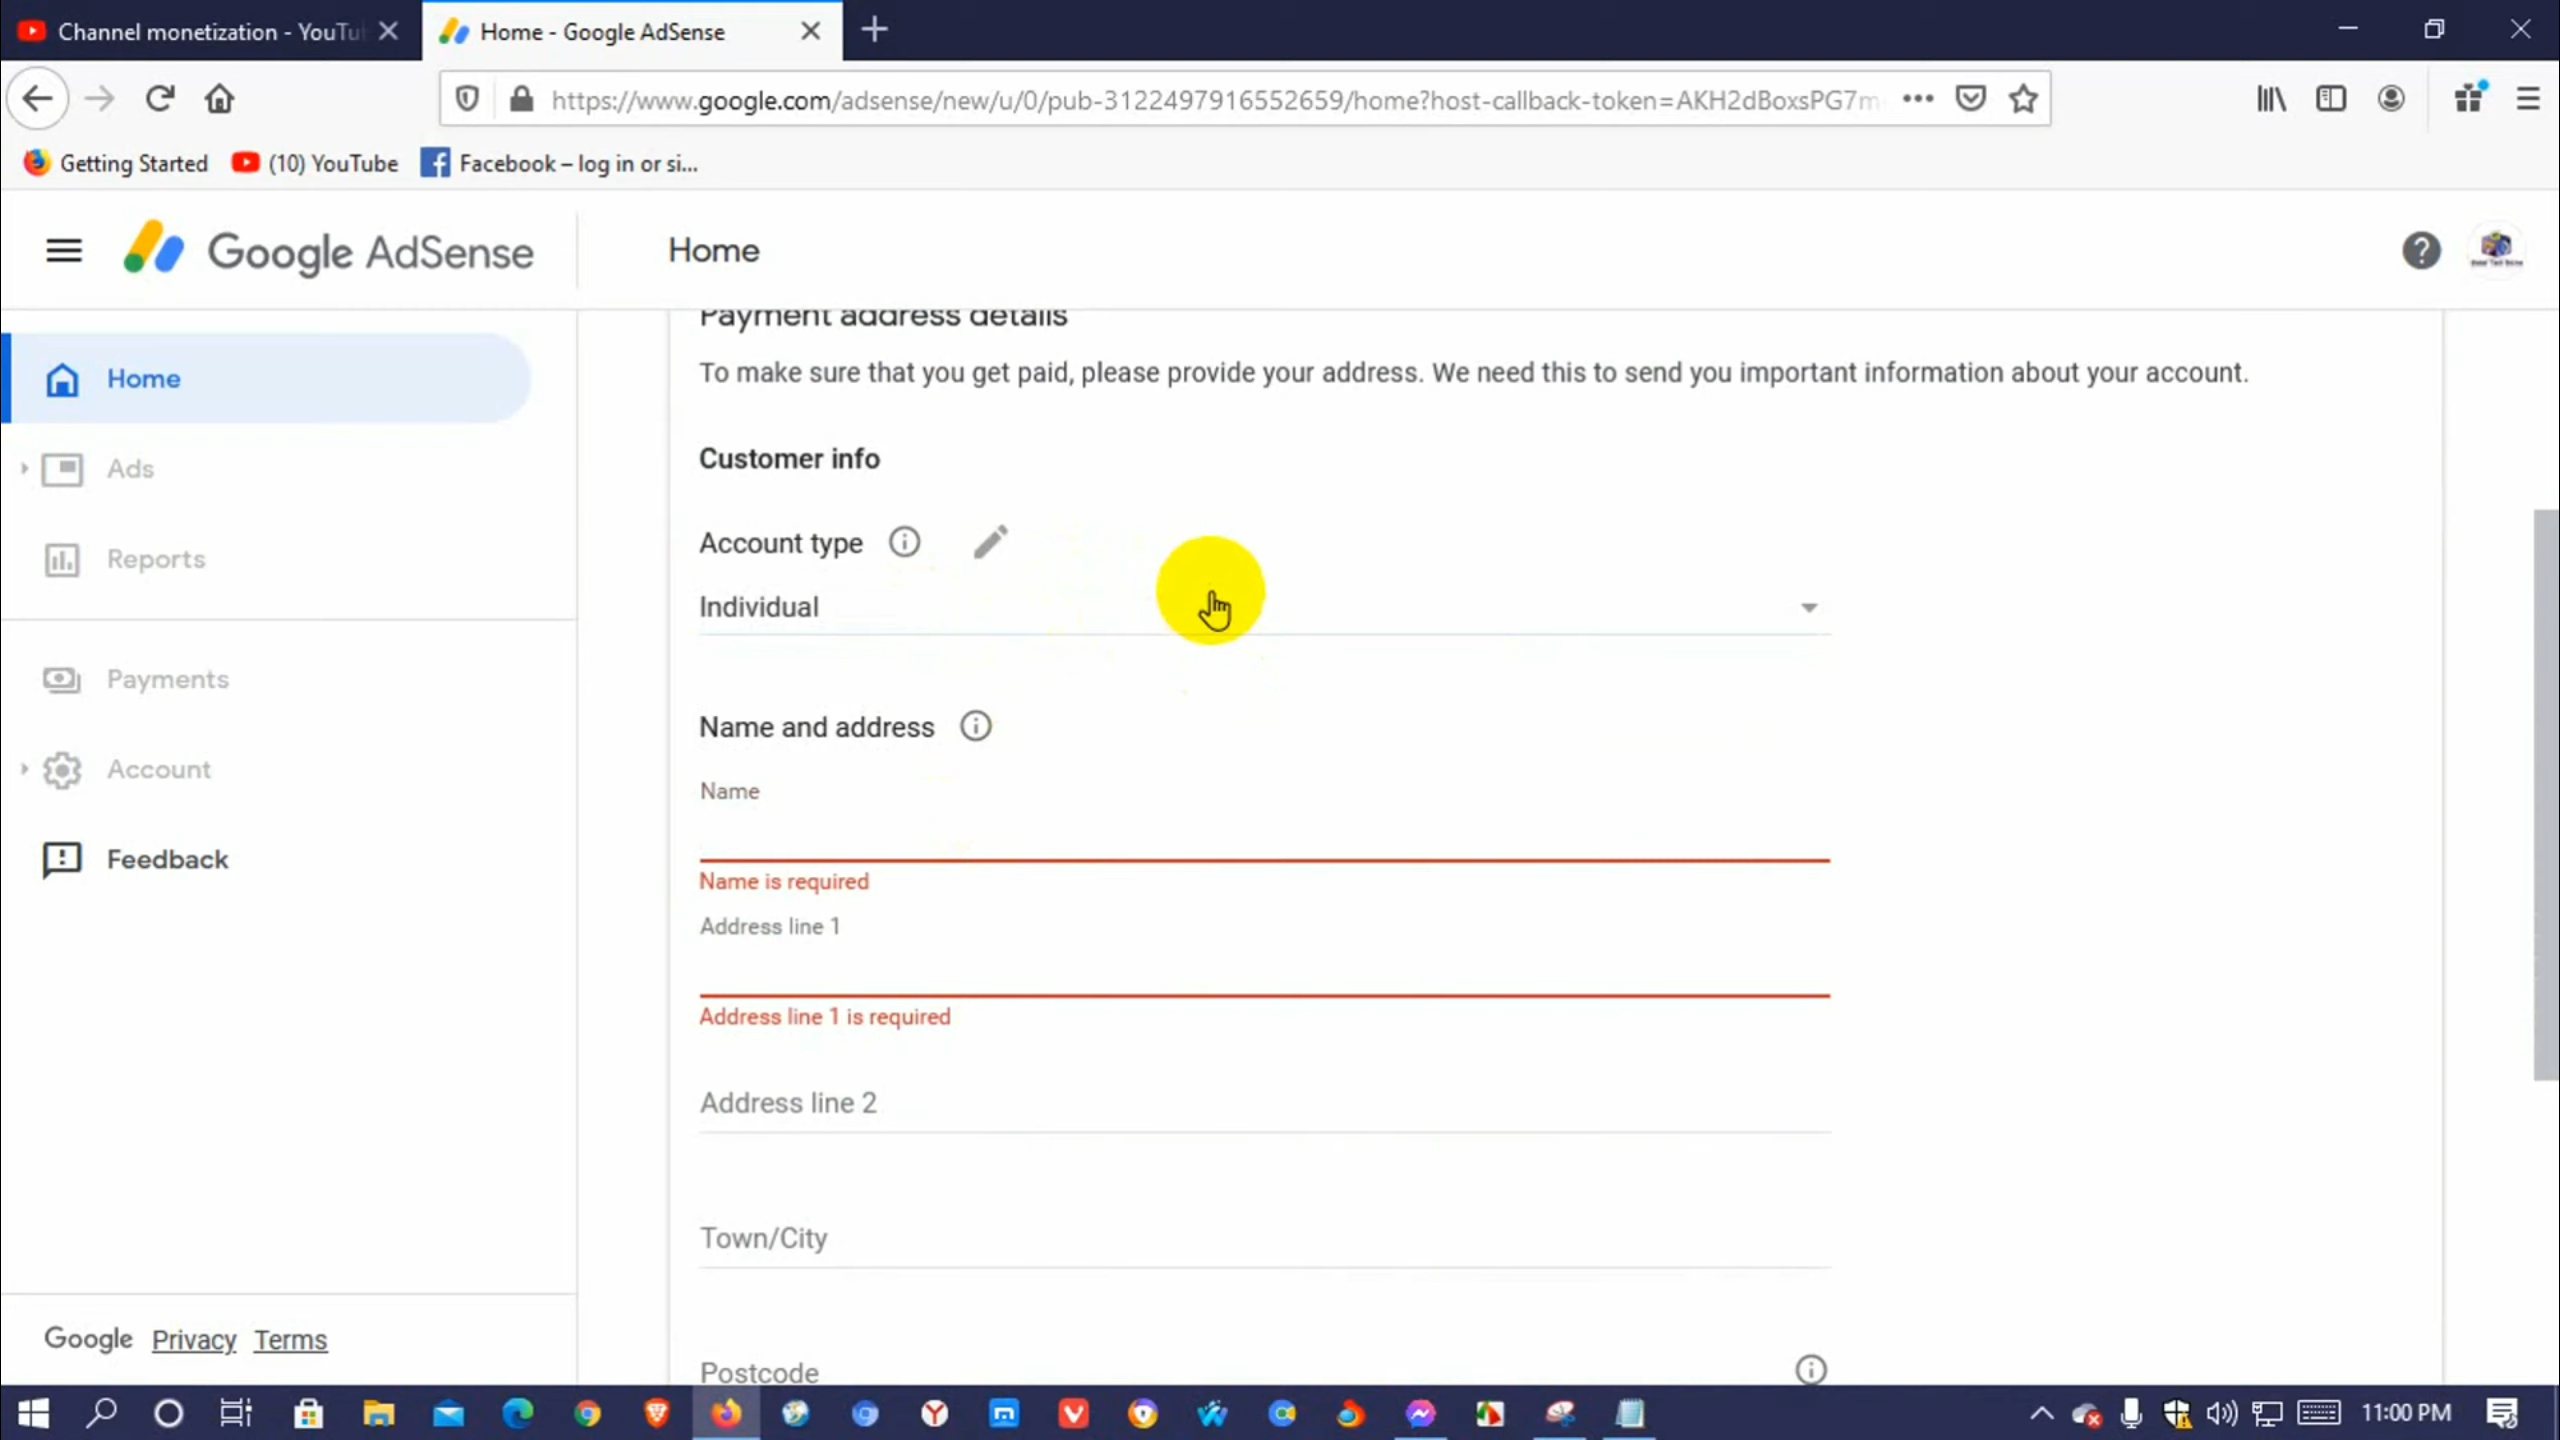 Channel monetization - YouTu
Home - Google AdSense
https://www.google.com/adsense/new/u/0/pub-3122497916552659/home?host-callback-token=AKH2dBoxsPG7m
Getting Started
(10) YouTube
Facebook – log in or si...
Google AdSense
Home
Payment address details
To make sure that you get paid, please provide your address. We need this to send you important information about your account.
Home
Ads
Reports
Payments
Account
Feedback
Customer info
Account type
Individual
Name and address
Name
Name is required
Address line 1
Address line 1 is required
Address line 2
Town/City
Postcode
Google Privacy Terms
11:00 PM